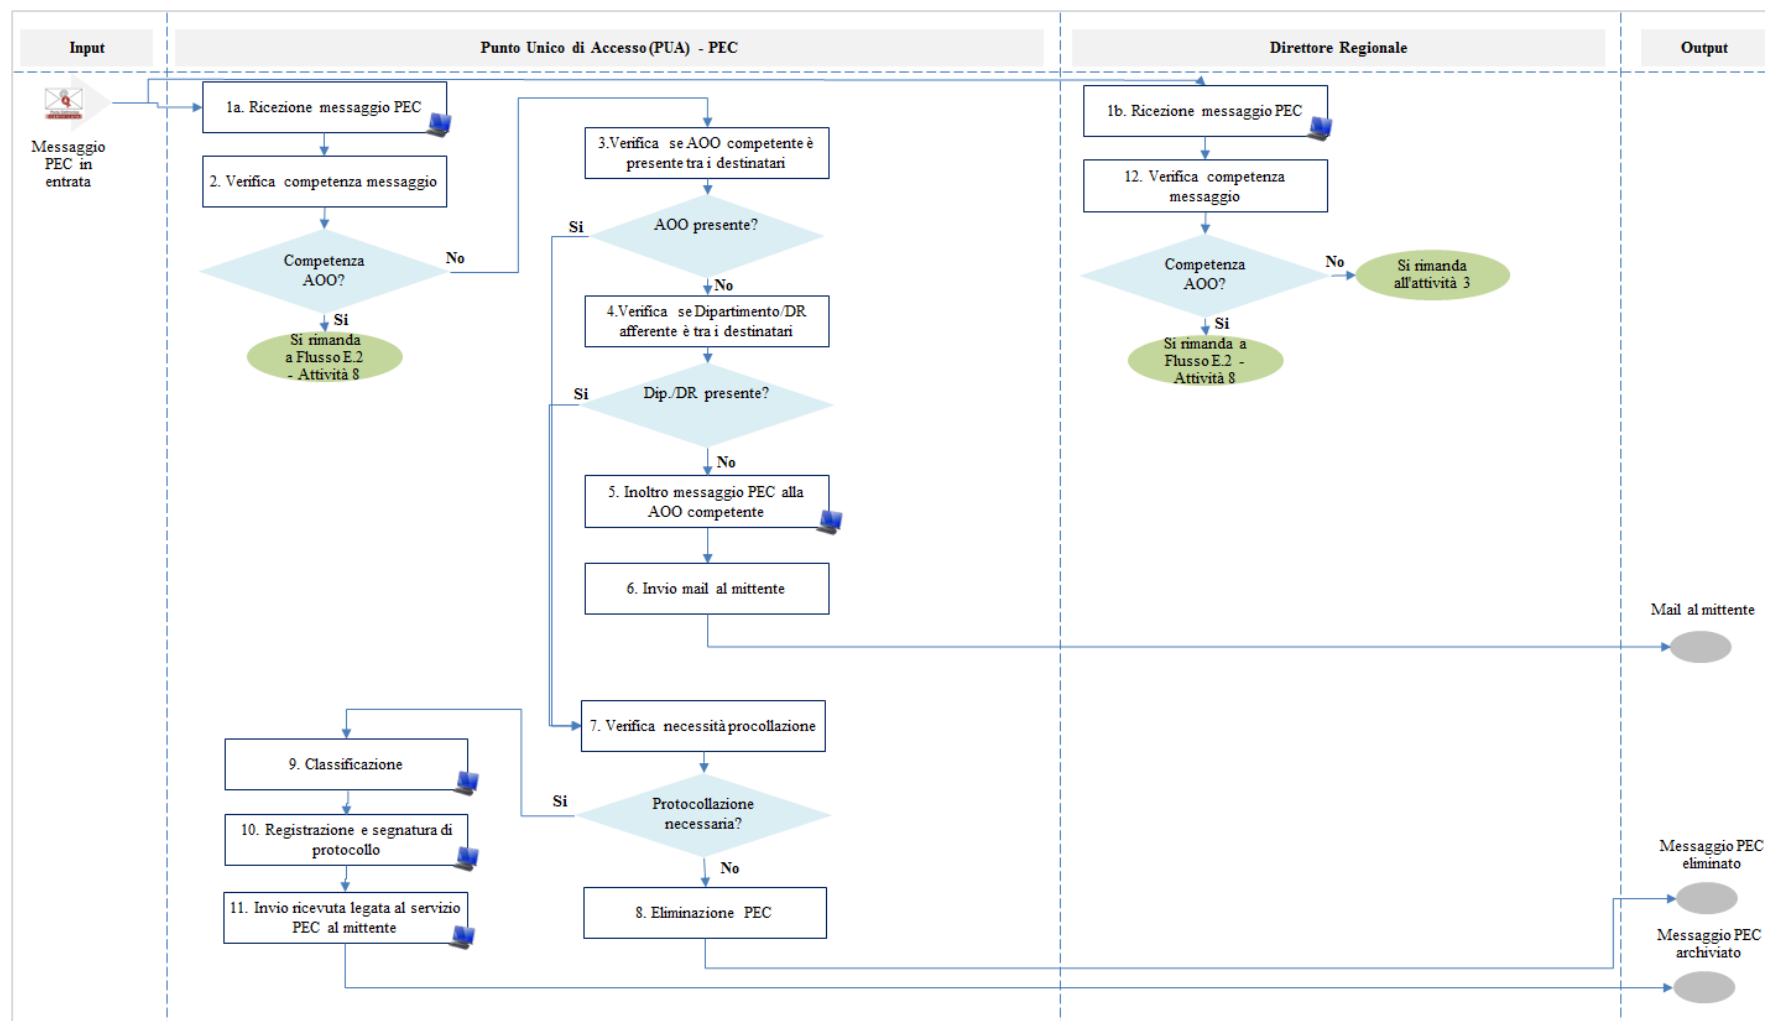 Input
Punto Unico di Accesso (PUA) - PEC
Direttore Regionale
Output
Messaggio
PEC in
entrata
1a. Ricezione messaggio PEC
2. Verifica competenza messaggio
Competenza
AOO?
No
Si
Si rimanda
a Flusso E.2
- Attività 8
3.Verifica se AOO competente è
presente tra i destinatari
AOO presente?
Si
No
4.Verifica se Dipartimento/DR
afferente è tra i destinatari
Dip./DR presente?
Si
No
5. Inoltro messaggio PEC alla
AOO competente
6. Invio mail al mittente
7. Verifica necessità procollazione
Protocollazione
necessaria?
Si
No
8. Eliminazione PEC
9. Classificazione
10. Registrazione e segnatura di
protocollo
11. Invio ricevuta legata al servizio
PEC al mittente
1b. Ricezione messaggio PEC
12. Verifica competenza
messaggio
Competenza
AOO?
No
Si rimanda
all'attività 3
Si
Si rimanda a
Flusso E.2 -
Attività 8
Mail al mittente
Messaggio PEC
eliminato
Messaggio PEC
archiviato